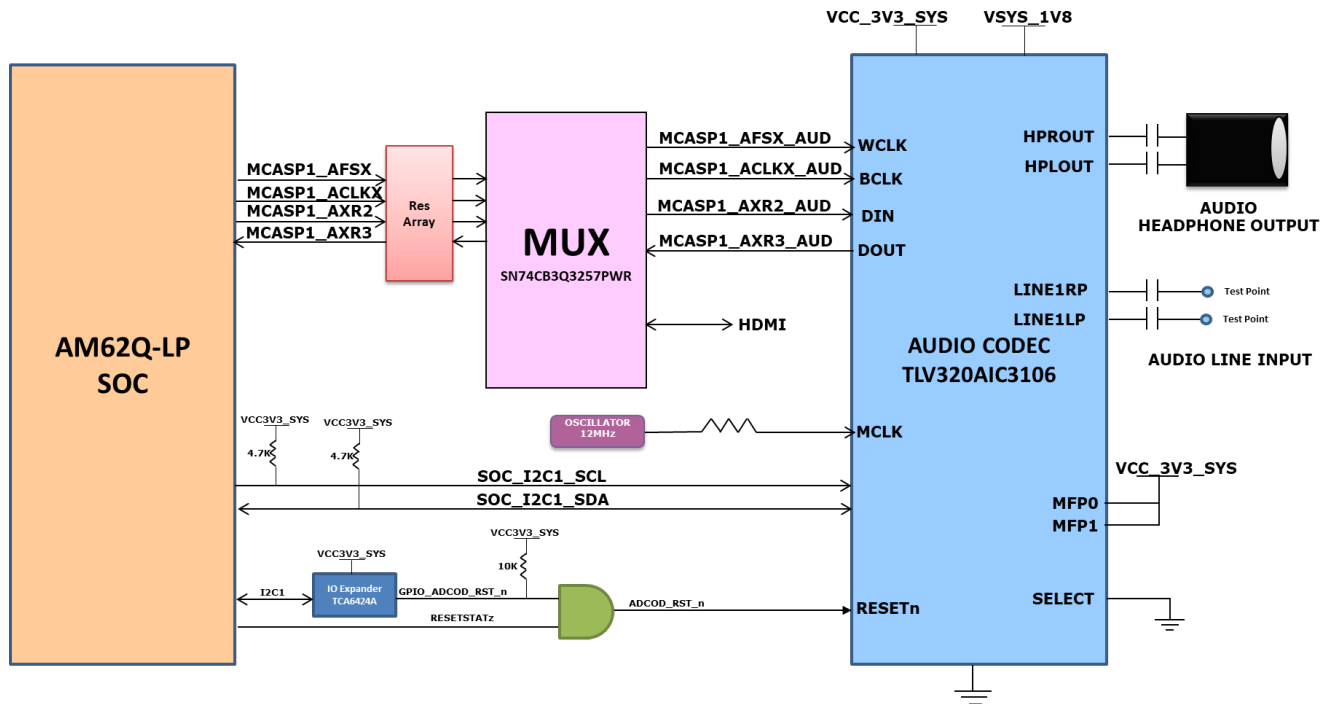 VCC_3V3_SYS
VSYS_1V8
AM62Q-LP
SOC
MCASP1_AFSX
MCASP1_ACLKX
MCASP1_AXR2
MCASP1_AXR3
Res
Array
MUX
SN74CB3Q3257PWR
MCASP1_AFSX_AUD
MCASP1_ACLKX_AUD
MCASP1_AXR2_AUD
MCASP1_AXR3_AUD
HDMI
WCLK
BCLK
DIN
DOUT
HPROUT
HPLOUT
AUDIO
HEADPHONE OUTPUT
LINE1RP
LINE1LP
Test Point
Test Point
AUDIO LINE INPUT
AUDIO CODEC
TLV320AIC3106
OSCILLATOR
12MHz
MCLK
VCC3V3_SYS
4.7K
VCC3V3_SYS
4.7K
SOC_I2C1_SCL
SOC_I2C1_SDA
VCC_3V3_SYS
MFP0
MFP1
VCC3V3_SYS
10K
VCC3V3_SYS
I2C1
IO Expander
TCA6424A
GPIO_ADCOD_RST_n
RESETSTATz
ADCOD_RST_n
RESETn
SELECT